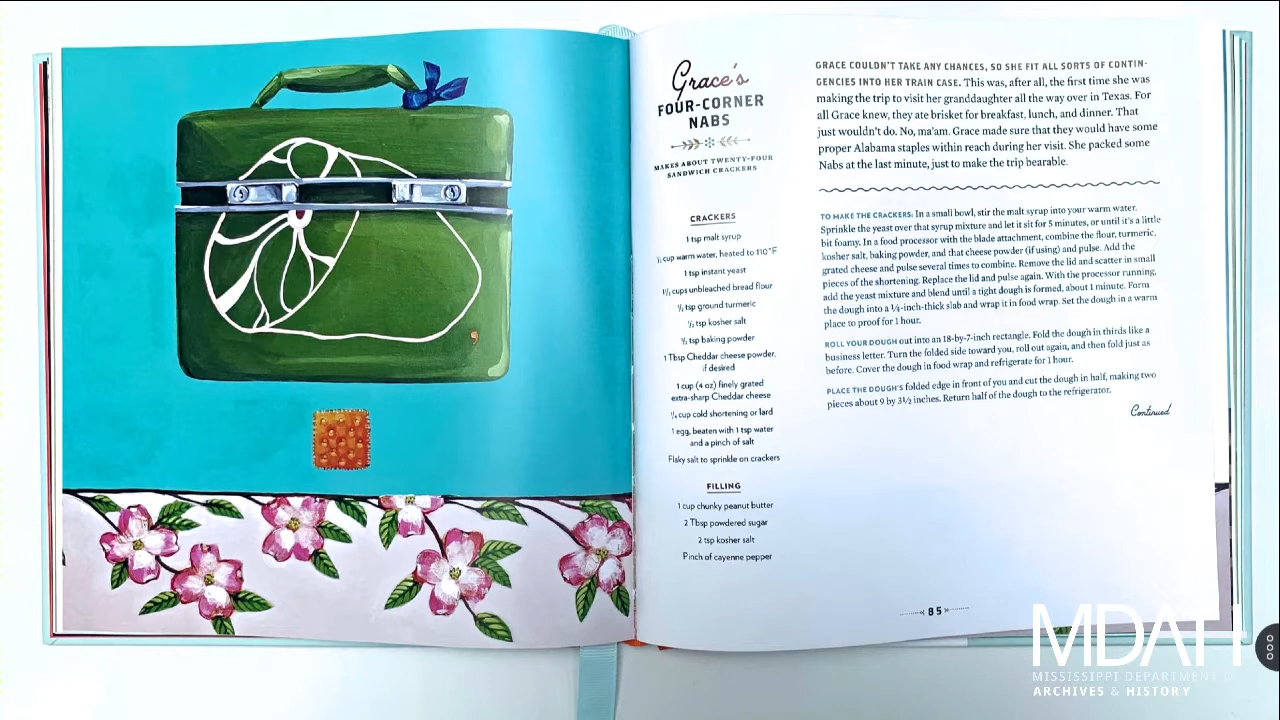 Grace's
FOUR-CORNER
NABS
MAKES ABOUT TWENTY-FOUR
SANDWICH CRACKERS
CRACKERS
1 tsp malt syrup
½ cup warm water, heated to 110°F
1 tsp instant yeast
1½ cups unbleached bread flour
½ tsp ground turmeric
½ tsp kosher salt
½ tsp baking powder
1 Tbsp Cheddar cheese powder,
if desired
1 cup (4 oz) finely grated
extra-sharp Cheddar cheese
¼ cup cold shortening or lard
1 egg, beaten with 1 tsp water
and a pinch of salt
Flaky salt to sprinkle on crackers
FILLING
1 cup chunky peanut butter
2 Tbsp powdered sugar
2 tsp kosher salt
Pinch of cayenne pepper
GRACE COULDN'T TAKE ANY CHANCES, SO SHE FIT ALL SORTS OF CONTIN-
GENCIES INTO HER TRAIN CASE. This was, after all, the first time she was
making the trip to visit her granddaughter all the way over in Texas. For
all Grace knew, they ate brisket for breakfast, lunch, and dinner. That
just wouldn't do. No, ma'am. Grace made sure that they would have some
proper Alabama staples within reach during her visit. She packed some
Nabs at the last minute, just to make the trip bearable.
TO MAKE THE CRACKERS: In a small bowl, stir the malt syrup into your warm water.
Sprinkle the yeast over that syrup mixture and let it sit for 5 minutes, or until it's a little
bit foamy. In a food processor with the blade attachment, combine the flour, turmeric,
kosher salt, baking powder, and that cheese powder (if using) and pulse. Add the
grated cheese and pulse several times to combine. Remove the lid and scatter in small
pieces of the shortening. Replace the lid and pulse again. With the processor running,
add the yeast mixture and blend until a tight dough is formed, about 1 minute. Form
the dough into a ¼-inch-thick slab and wrap it in food wrap. Set the dough in a warm
place to proof for 1 hour.
ROLL YOUR DOUGH out into an 18-by-7-inch rectangle. Fold the dough in thirds like a
business letter. Turn the folded side toward you, roll out again, and then fold just as
before. Cover the dough in food wrap and refrigerate for 1 hour.
PLACE THE DOUGH'S folded edge in front of you and cut the dough in half, making two
pieces about 9 by 3½ inches. Return half of the dough to the refrigerator.
Continued
85
MDAH
MISSISSIPPI DEPARTMENT
ARCHIVES & HISTORY